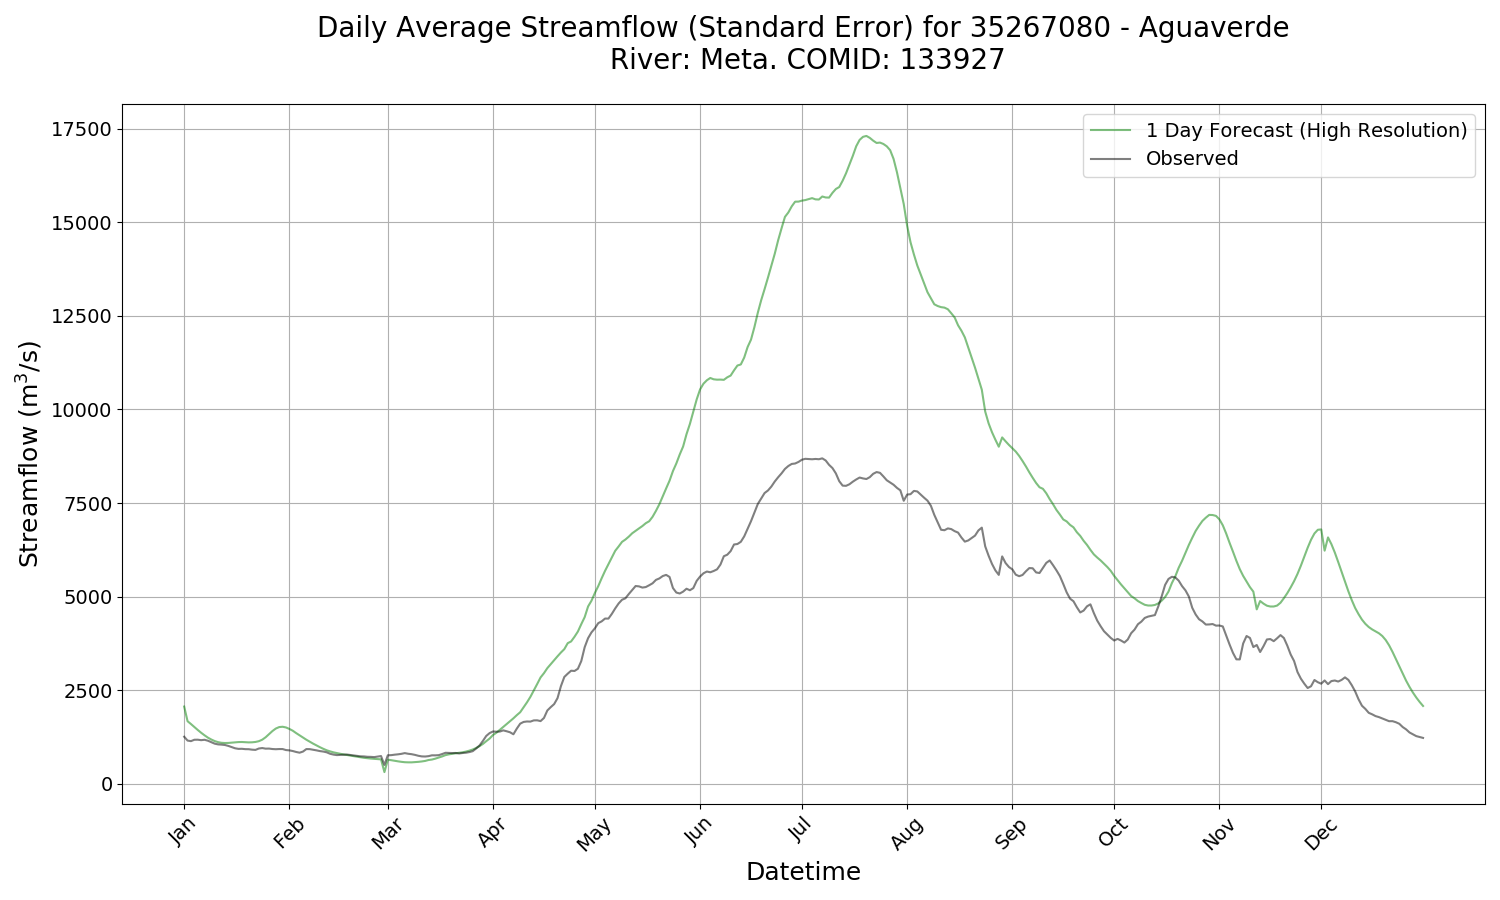 Daily Average Streamflow (Standard Error) for 35267080 - Aguaverde
River: Meta. COMID: 133927
1 Day Forecast (High Resolution)
Observed
Streamflow (m³/s)
17500
15000
12500
10000
7500
5000
2500
0
Jan
Feb
Mar
Apr
May
Jun
Jul
Aug
Sep
Oct
Nov
Dec
Datetime